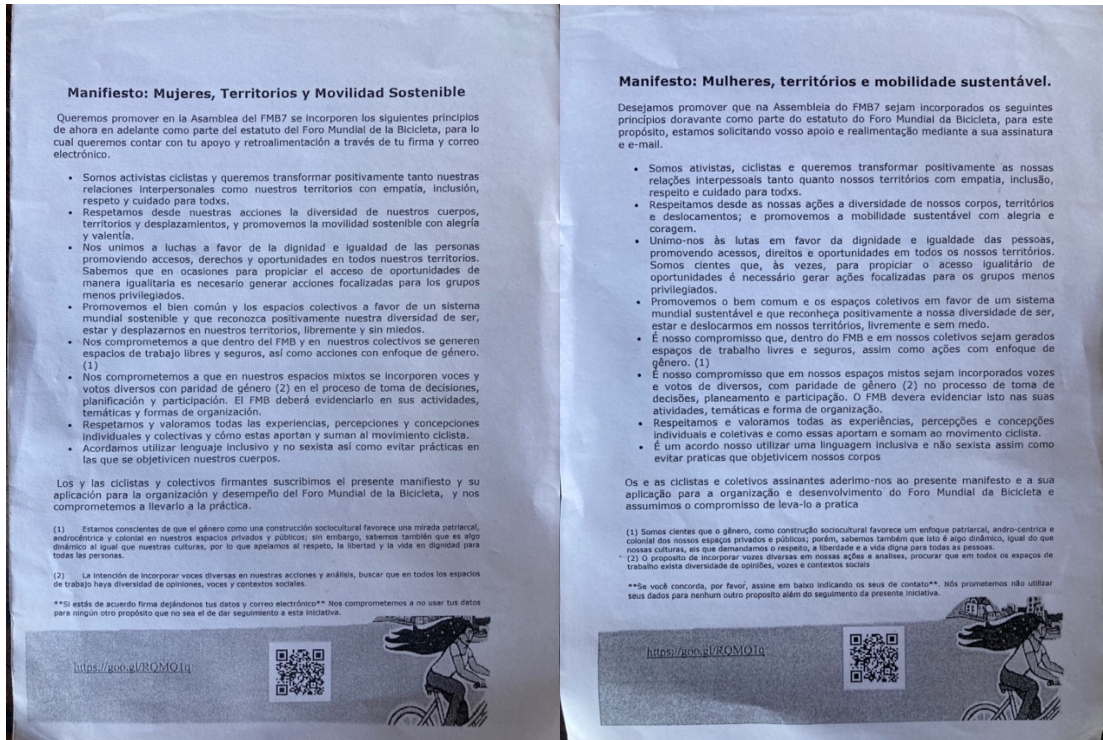 Manifiesto: Mujeres, Territorios y Movilidad Sostenible
Queremos promover en la Asamblea del FMB7 se incorporen los siguientes principios
de ahora en adelante como parte del estatuto del Foro Mundial de la Bicicleta, para lo
cual queremos contar con tu apoyo y retroalimentación a través de tu firma y correo
electrónico.
• Somos activistas ciclistas y queremos transformar positivamente tanto nuestras
relaciones interpersonales como nuestros territorios con empatía, inclusión,
respeto y cuidado para todxs.
• Respetamos desde nuestras acciones la diversidad de nuestros cuerpos,
territorios y desplazamientos, y promovemos la movilidad sostenible con alegría
y valentía.
• Nos unimos a luchas a favor de la dignidad e igualdad de las personas
promoviendo accesos, derechos y oportunidades en todos nuestros territorios.
Sabemos que en ocasiones para propiciar el acceso de oportunidades de
manera igualitaria es necesario generar acciones focalizadas para los grupos
menos privilegiados.
• Promovemos el bien común y los espacios colectivos a favor de un sistema
mundial sostenible y que reconozca positivamente nuestra diversidad de ser,
estar y desplazarnos en nuestros territorios, libremente y sin miedos.
• Nos comprometemos a que dentro del FMB y en nuestros colectivos se generen
espacios de trabajo libres y seguros, así como acciones con enfoque de género.
(1)
• Nos comprometemos a que en nuestros espacios mixtos se incorporen voces y
votos diversos con paridad de género (2) en el proceso de toma de decisiones,
planificación y participación. El FMB deberá evidenciarlo en sus actividades,
temáticas y formas de organización.
• Respetamos y valoramos todas las experiencias, percepciones y concepciones
individuales y colectivas y cómo estas aportan y suman al movimiento ciclista.
• Acordamos utilizar lenguaje inclusivo y no sexista así como evitar prácticas en
las que se objetivicen nuestros cuerpos.
Los y las ciclistas y colectivos firmantes suscribimos el presente manifiesto y su
aplicación para la organización y desempeño del Foro Mundial de la Bicicleta, y nos
comprometemos a llevarlo a la práctica.
(1) Estamos conscientes de que el género como una construcción sociocultural favorece una mirada patriarcal,
androcéntrica y colonial en nuestros espacios privados y públicos; sin embargo, sabemos también que es algo
dinámico al igual que nuestras culturas, por lo que apelamos al respeto, la libertad y la vida en dignidad para
todas las personas.
(2) La intención de incorporar voces diversas en nuestras acciones y análisis, buscar que en todos los espacios
de trabajo haya diversidad de opiniones, voces y contextos sociales.
**Si estás de acuerdo firma dejándonos tus datos y correo electrónico** Nos comprometemos a no usar tus datos
para ningún otro propósito que no sea el de dar seguimiento a esta iniciativa.
https://goo.gl/RQMQ1q
Manifesto: Mulheres, territórios e mobilidade sustentável.
Desejamos promover que na Assembleia do FMB7 sejam incorporados os seguintes
princípios doravante como parte do estatuto do Foro Mundial da Bicicleta, para este
propósito, estamos solicitando vosso apoio e realimentação mediante a sua assinatura
e e-mail.
• Somos ativistas, ciclistas e queremos transformar positivamente as nossas
relações interpessoais tanto quanto nossos territórios com empatia, inclusão,
respeito e cuidado para todxs.
• Respeitamos desde as nossas ações a diversidade de nossos corpos, territórios
e deslocamentos; e promovemos a mobilidade sustentável com alegria e
coragem.
• Unimo-nos às lutas em favor da dignidade e igualdade das pessoas,
promovendo acessos, direitos e oportunidades em todos os nossos territórios.
Somos cientes que, às vezes, para propiciar o acesso igualitário de
oportunidades é necessário gerar ações focalizadas para os grupos menos
privilegiados.
• Promovemos o bem comum e os espaços coletivos em favor de um sistema
mundial sustentável e que reconheça positivamente a nossa diversidade de ser,
estar e deslocarmos em nossos territórios, livremente e sem medo.
• É nosso compromisso que, dentro do FMB e em nossos coletivos sejam gerados
espaços de trabalho livres e seguros, assim como ações com enfoque de
gênero. (1)
• É nosso compromisso que em nossos espaços mistos sejam incorporados vozes
e votos de diversos, com paridade de gênero (2) no processo de toma de
decisões, planeamento e participação. O FMB devera evidenciar isto nas suas
atividades, temáticas e forma de organização.
• Respeitamos e valoramos todas as experiências, percepções e concepções
individuais e coletivas e como essas aportam e somam ao movimento ciclista.
• É um acordo nosso utilizar uma linguagem inclusiva e não sexista assim como
evitar praticas que objetivicem nossos corpos
Os e as ciclistas e coletivos assinantes aderimo-nos ao presente manifesto e a sua
aplicação para a organização e desenvolvimento do Foro Mundial da Bicicleta e
assumimos o compromisso de leva-lo a pratica
(1) Somos cientes que o gênero, como construção sociocultural favorece um enfoque patriarcal, andro-centrica e
colonial dos nossos espaços privados e públicos; porém, sabemos também que isto é algo dinâmico, igual do que
nossas culturas, eis que demandamos o respeito, a liberdade e a vida digna para todas as pessoas.
(2) O proposito de incorporar vozes diversas em nossas ações e analises, procurar que em todos os espaços de
trabalho exista diversidade de opiniões, vozes e contextos sociais
**Se você concorda, por favor, assine em baixo indicando os seus de contato**. Nós prometemos não utilizar
seus dados para nenhum outro proposito além do seguimento da presente iniciativa.
https://goo.gl/RQMQ1q